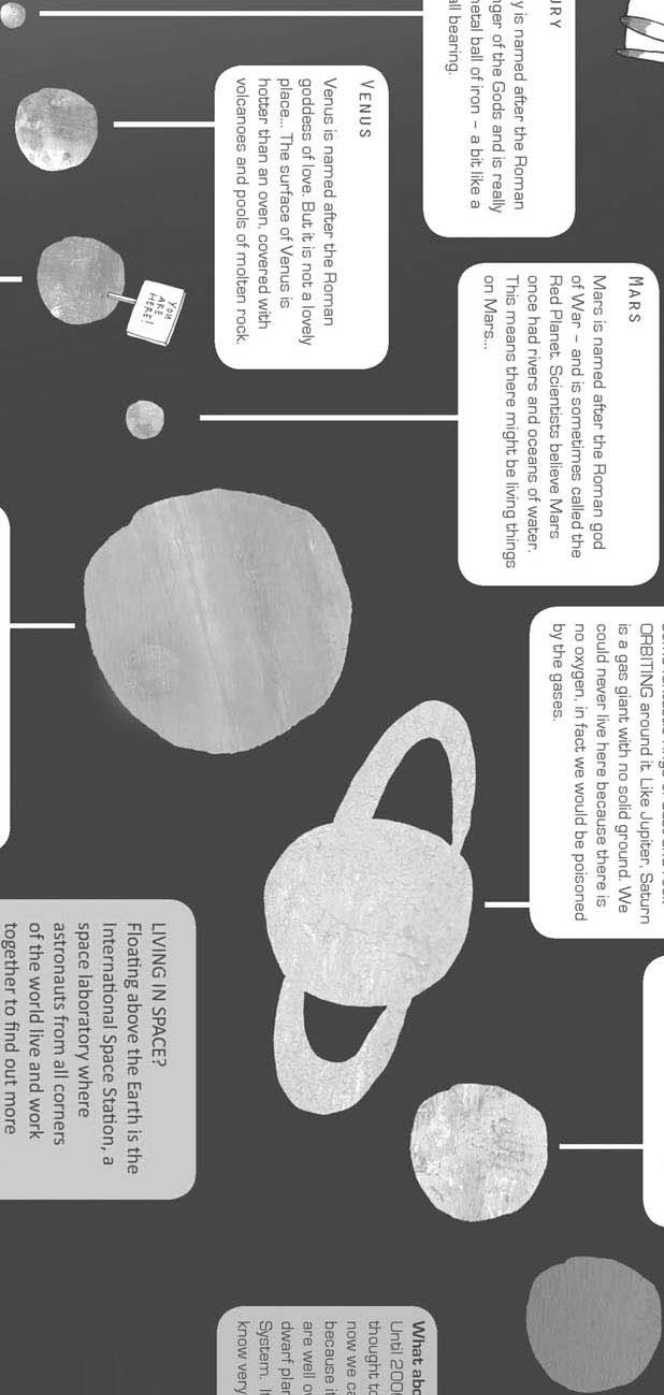 URY
y is named after the Roman
nger of the Gods and is really
metal ball of iron – a bit like a
all bearing.
VENUS
Venus is named after the Roman
goddess of love. But it is not a lovely
place... The surface of Venus is
hotter than an oven, covered with
volcanoes and pools of molten rock.
YOU
ARE
HERE!
MARS
Mars is named after the Roman god
of War – and is sometimes called the
Red Planet. Scientists believe Mars
once had rivers and oceans of water.
This means there might be living things
on Mars...
ORBITING around it. Like Jupiter, Saturn
is a gas giant with no solid ground. We
could never live here because there is
no oxygen, in fact we would be poisoned
by the gases.
LIVING IN SPACE?
Floating above the Earth is the
International Space Station, a
space laboratory where
astronauts from all corners
of the world live and work
together to find out more
What abo
Until 200
thought to
now we ca
because i
are well o
dwarf plan
System. I
know very